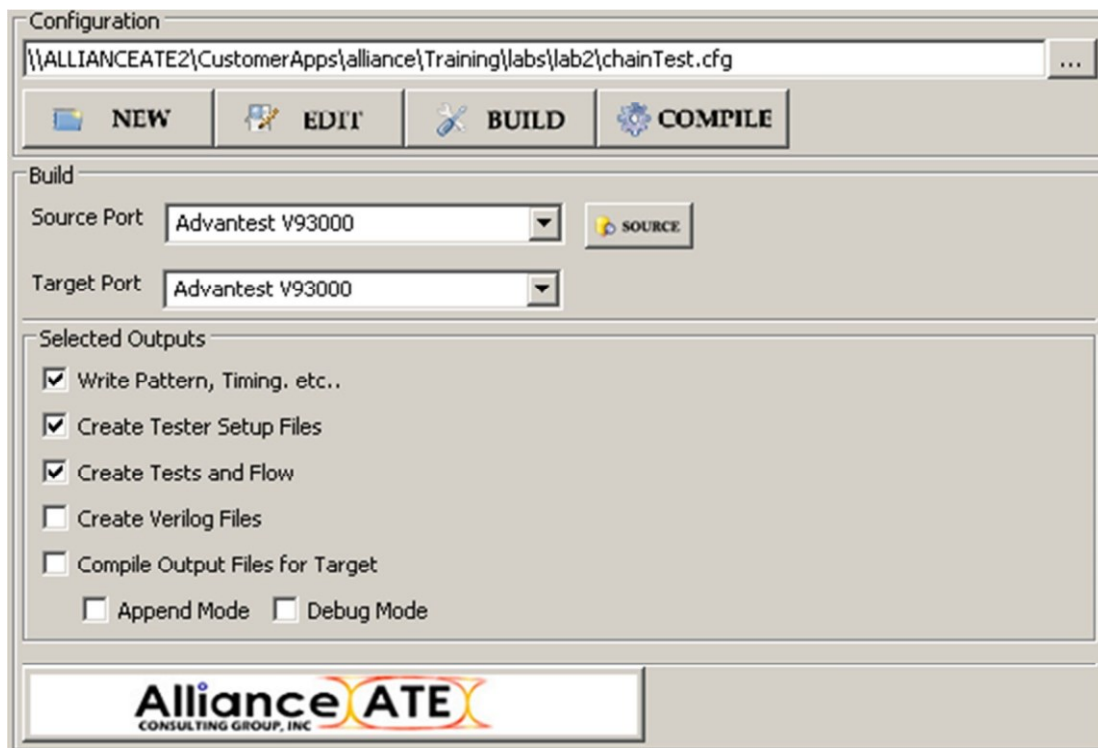 Configuration
\\ALLIANCEATE2\CustomerApps\alliance\Training\labs\lab2\chainTest.cfg
...
NEW EDIT BUILD COMPILE
Build
Source Port Advantest V93000 SOURCE
Target Port Advantest V93000
Selected Outputs
Write Pattern, Timing. etc..
Create Tester Setup Files
Create Tests and Flow
Create Verilog Files
Compile Output Files for Target
Append Mode Debug Mode
Alliance ATE
CONSULTING GROUP, INC